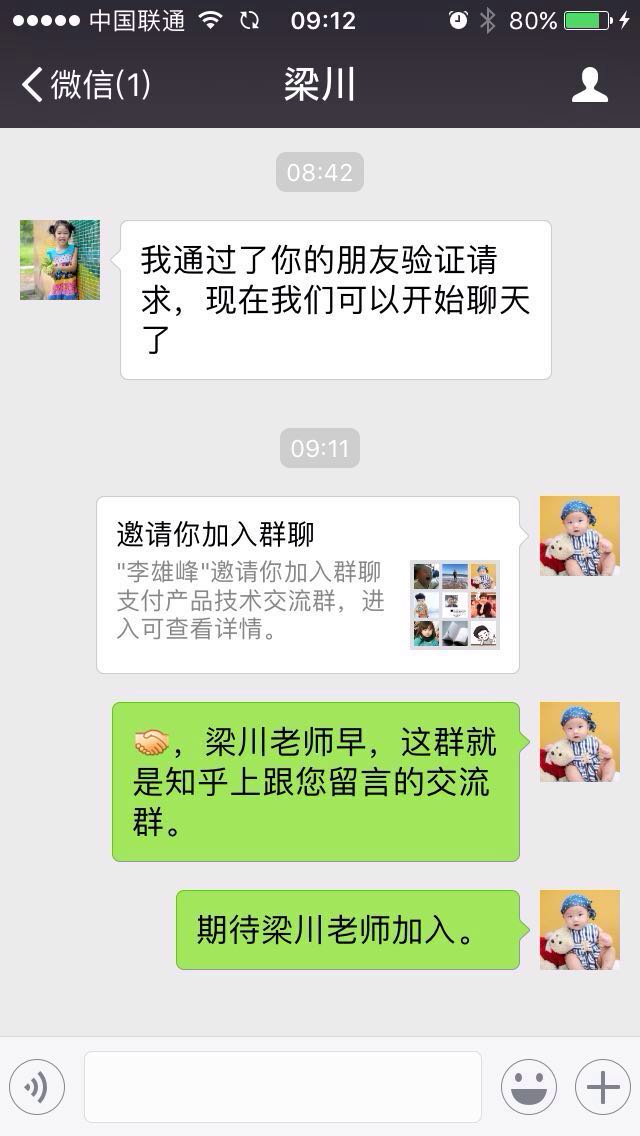 中国联通 09:12 80%
微信(1) 梁川
08:42
我通过了你的朋友验证请
求，现在我们可以开始聊天
了
09:11
邀请你加入群聊
"李雄峰"邀请你加入群聊
支付产品技术交流群，进
入可查看详情。
🤝，梁川老师早，这群就
是知乎上跟您留言的交流
群。
期待梁川老师加入。